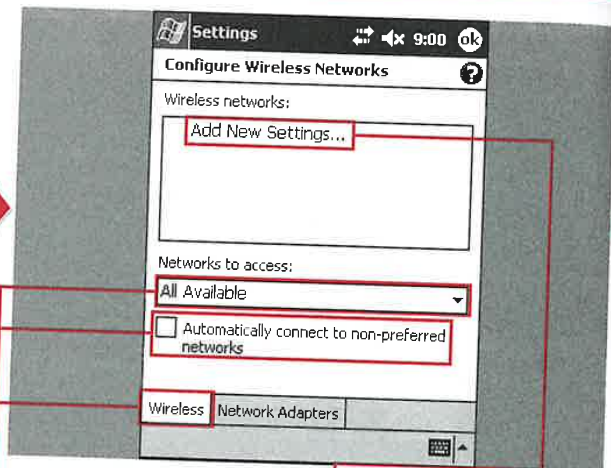 Settings 9:00 ok
Configure Wireless Networks ?
Wireless networks:
Add New Settings...
Networks to access:
All Available
Automatically connect to non-preferred
networks
Wireless Network Adapters